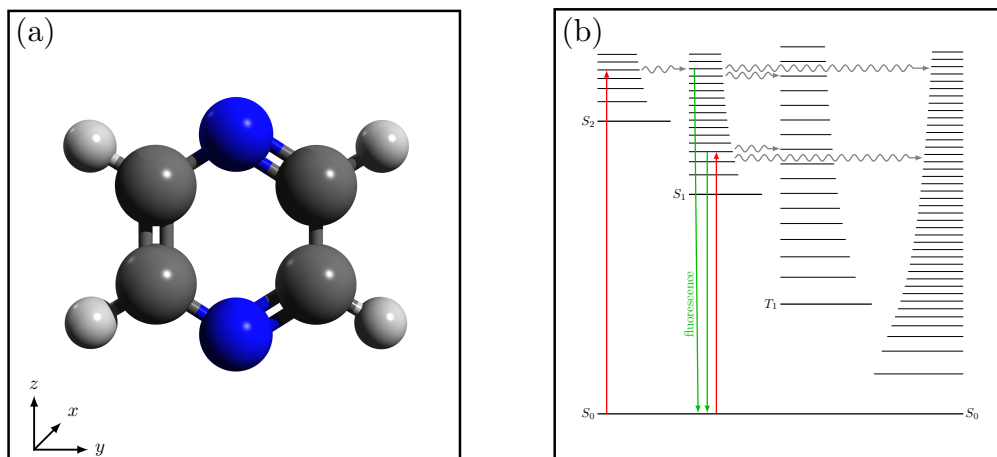 (a)
z
x
y
(b)
S₂
S₁
T₁
fluorescence
S₀
S₀